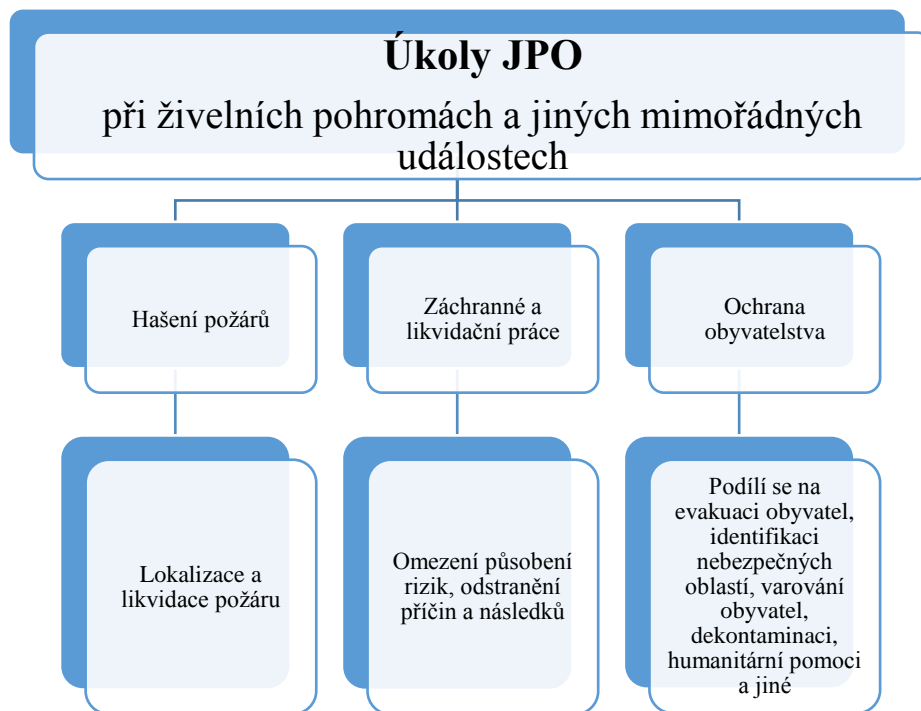 Úkoly JPO
při živelních pohromách a jiných mimořádných
událostech
Hašení požárů
Záchranné a
likvidační práce
Ochrana
obyvatelstva
Lokalizace a
likvidace požáru
Omezení působení
rizik, odstranění
příčin a následků
Podílí se na
evakuaci obyvatel,
identifikaci
nebezpečných
oblastí, varování
obyvatel,
dekontaminaci,
humanitární pomoci
a jiné